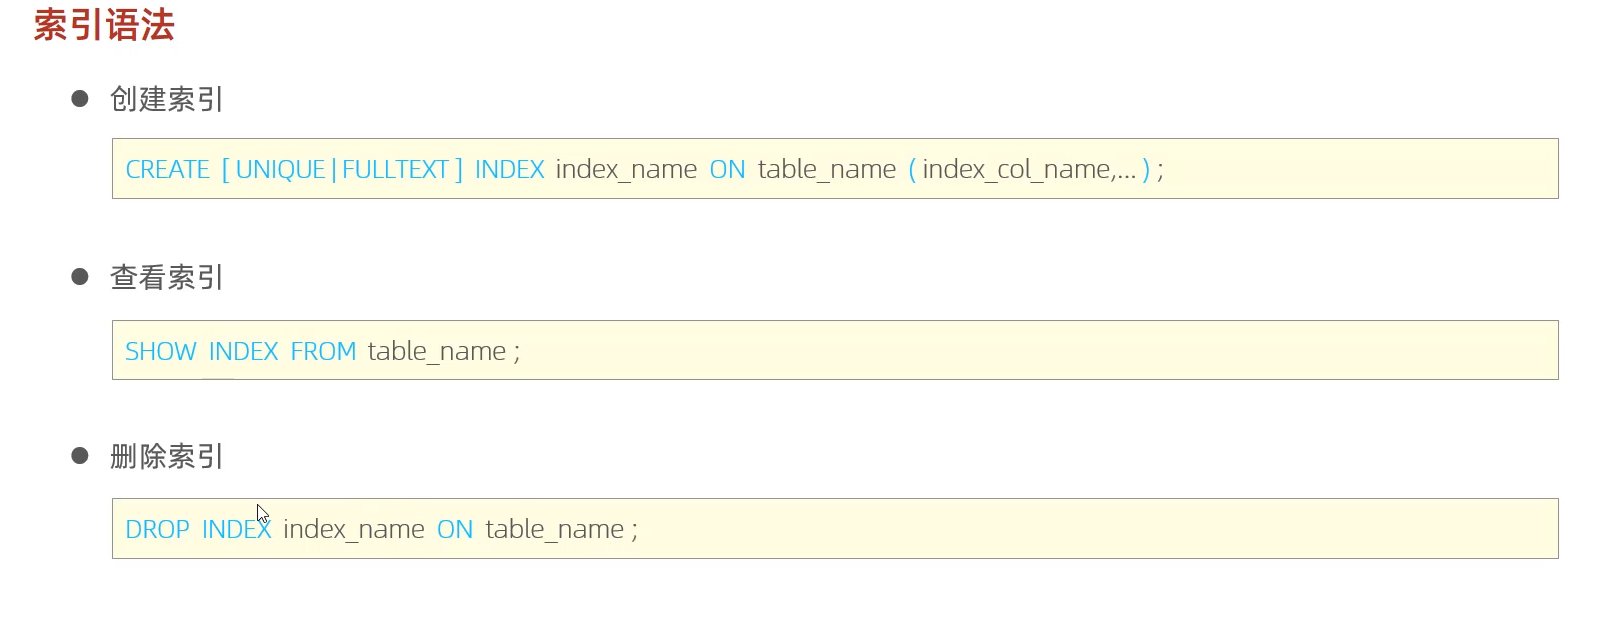 索引语法
创建索引
CREATE [ UNIQUE | FULLTEXT ] INDEX index_name ON table_name ( index_col_name,... ) ;
查看索引
SHOW INDEX FROM table_name ;
删除索引
DROP INDEX index_name ON table_name ;